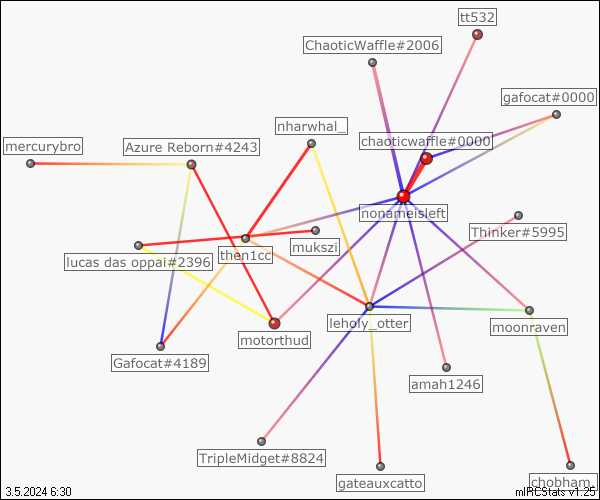 tt532
ChaoticWaffle#2006
gafocat#0000
nharwhal_
chaoticwaffle#0000
mercurybro
Azure Reborn#4243
nonameisleft
Thinker#5995
mukszi
then1cc
lucas das oppai#2396
leholy_otter
moonraven
motorthud
Gafocat#4189
amah1246
TripleMidget#8824
gateauxcatto
chobham.
3.5.2024 6:30
mIRCStats v1.25